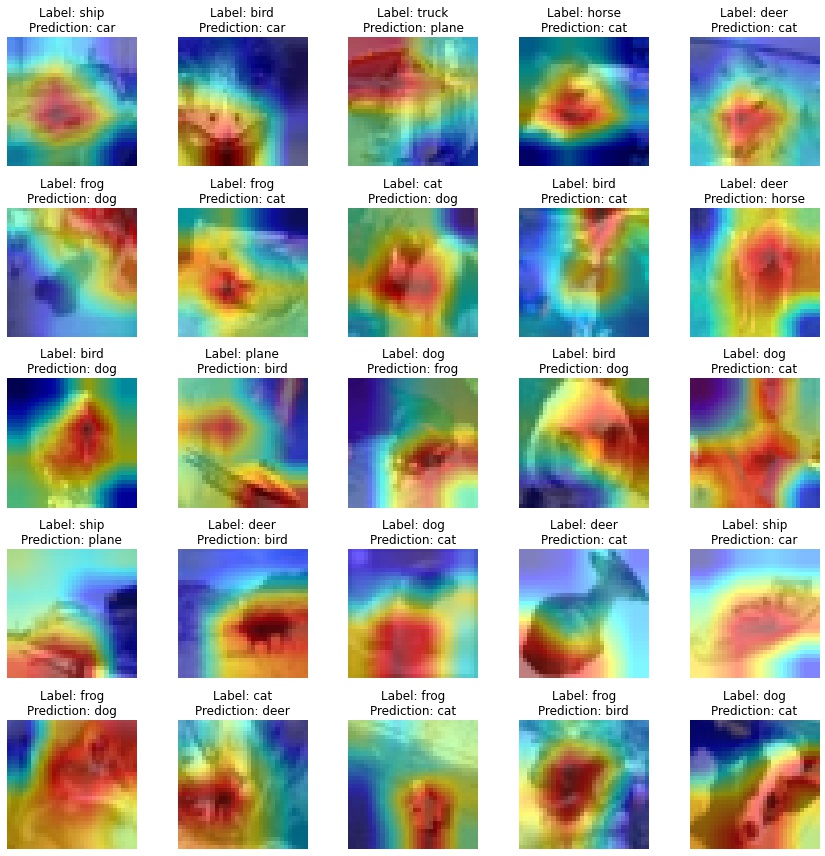 Label: ship
Prediction: car
Label: bird
Prediction: car
Label: truck
Prediction: plane
Label: horse
Prediction: cat
Label: deer
Prediction: cat
Label: frog
Prediction: dog
Label: frog
Prediction: cat
Label: cat
Prediction: dog
Label: bird
Prediction: cat
Label: deer
Prediction: horse
Label: bird
Prediction: dog
Label: plane
Prediction: bird
Label: dog
Prediction: frog
Label: bird
Prediction: dog
Label: dog
Prediction: cat
Label: ship
Prediction: plane
Label: deer
Prediction: bird
Label: dog
Prediction: cat
Label: deer
Prediction: cat
Label: ship
Prediction: car
Label: frog
Prediction: dog
Label: cat
Prediction: deer
Label: frog
Prediction: cat
Label: frog
Prediction: bird
Label: dog
Prediction: cat